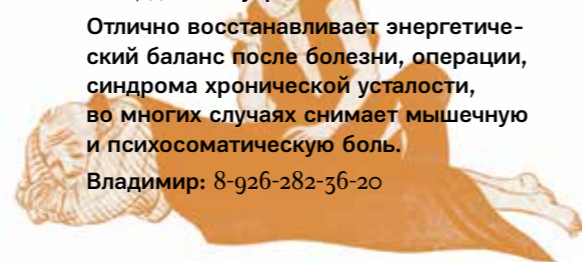 Отлично восстанавливает энергетиче-
ский баланс после болезни, операции,
синдрома хронической усталости,
во многих случаях снимает мышечную
и психосоматическую боль.
Владимир: 8-926-282-36-20